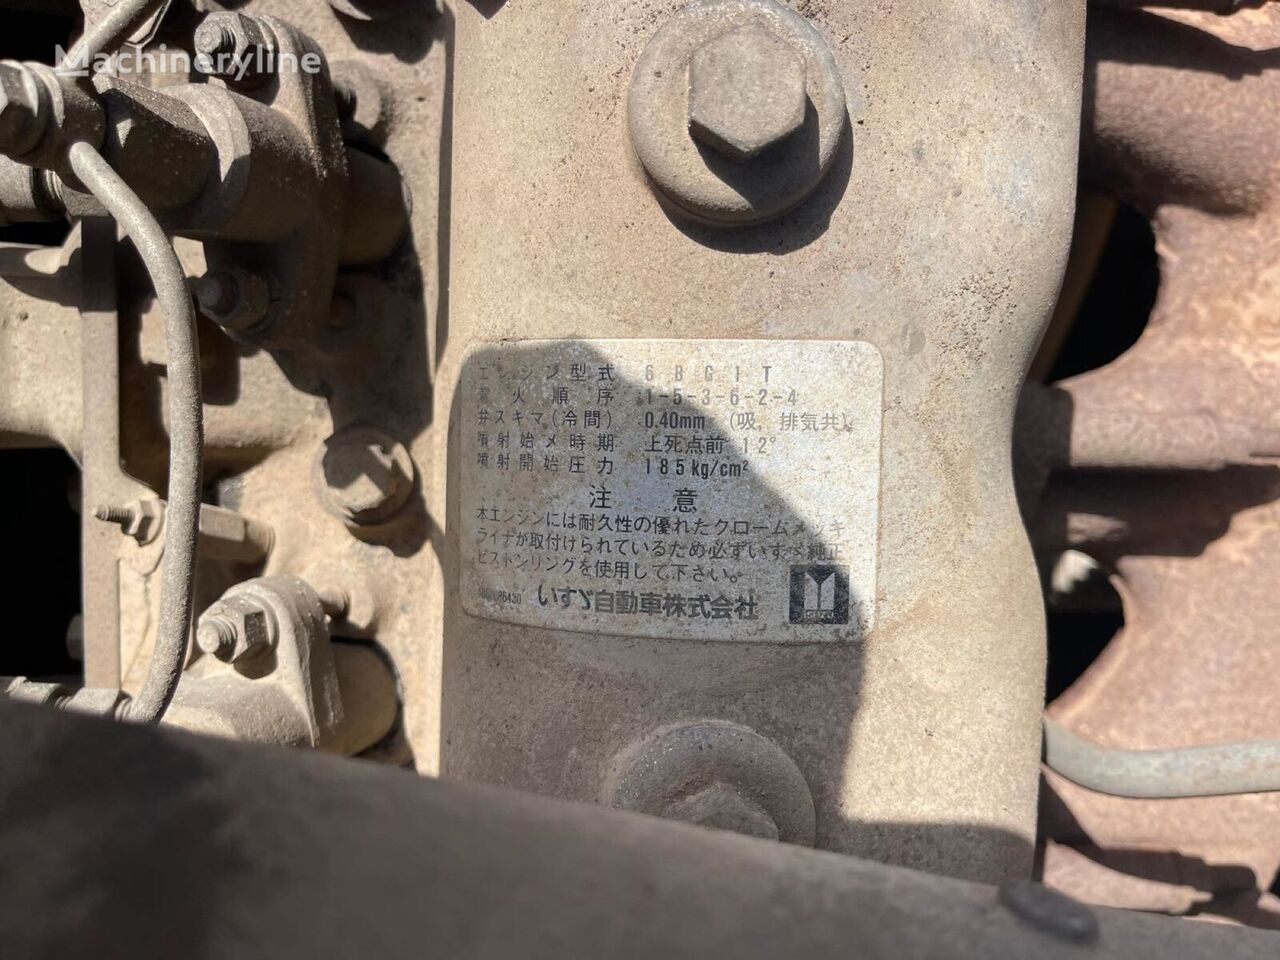 Machineryline
エンジン型式 6BG1T
着火順序 1-5-3-6-2-4
弁スキマ(冷間) 0.40mm (吸，排気共)
噴射始メ時期 上死点前 12°
噴射開始圧力 185kg/cm²
注意
本エンジンには耐久性の優れたクロームメッキ
ライナが取付けられているため必ずいすゞ純正
ピストンリングを使用して下さい。
いすゞ自動車株式会社
ISUZU